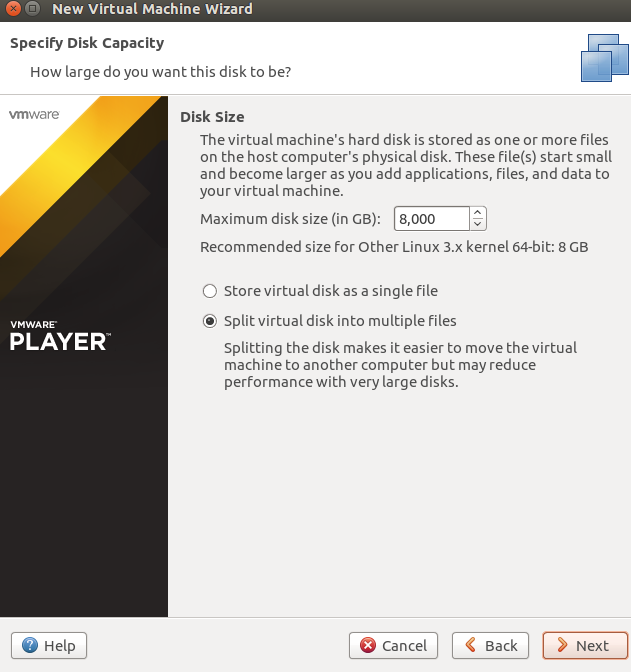 New Virtual Machine Wizard
Specify Disk Capacity
How large do you want this disk to be?
vmware
Disk Size
The virtual machine's hard disk is stored as one or more files
on the host computer's physical disk. These file(s) start small
and become larger as you add applications, files, and data to
your virtual machine.
Maximum disk size (in GB): 8,000
Recommended size for Other Linux 3.x kernel 64-bit: 8 GB
Store virtual disk as a single file
Split virtual disk into multiple files
Splitting the disk makes it easier to move the virtual
machine to another computer but may reduce
performance with very large disks.
VMWARE™
PLAYER™
Help Cancel Back Next